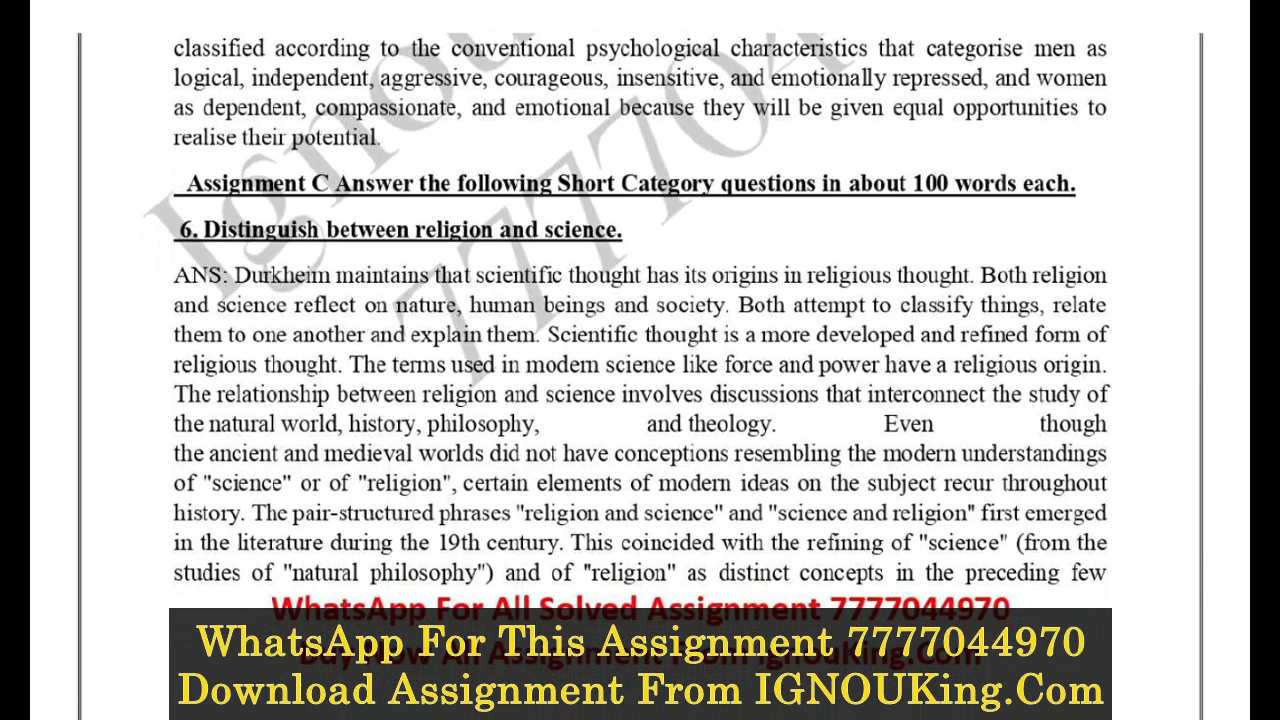 classified according to the conventional psychological characteristics that categorise men as
logical, independent, aggressive, courageous, insensitive, and emotionally repressed, and women
as dependent, compassionate, and emotional because they will be given equal opportunities to
realise their potential.
Assignment C Answer the following Short Category questions in about 100 words each.
6. Distinguish between religion and science.
ANS: Durkheim maintains that scientific thought has its origins in religious thought. Both religion
and science reflect on nature, human beings and society. Both attempt to classify things, relate
them to one another and explain them. Scientific thought is a more developed and refined form of
religious thought. The terms used in modern science like force and power have a religious origin.
The relationship between religion and science involves discussions that interconnect the study of
the natural world, history, philosophy, and theology. Even though
the ancient and medieval worlds did not have conceptions resembling the modern understandings
of "science" or of "religion", certain elements of modern ideas on the subject recur throughout
history. The pair-structured phrases "religion and science" and "science and religion" first emerged
in the literature during the 19th century. This coincided with the refining of "science" (from the
studies of "natural philosophy") and of "religion" as distinct concepts in the preceding few
WhatsApp For All Solved Assignment 7777044970
WhatsApp For This Assignment 7777044970
Buy Now All Assignment From IgnouKing.Com
Download Assignment From IGNOUKing.Com